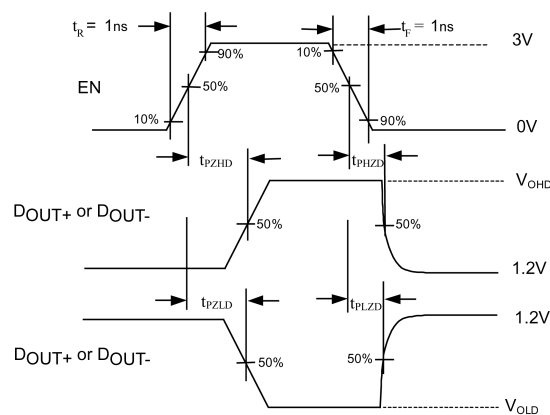 tR = 1ns
tF = 1ns
3V
90%
10%
EN
50%
50%
10%
90%
0V
tPZHD
tPHZD
VOHD
DOUT+ or DOUT-
50%
50%
1.2V
tPZLD
tPLZD
1.2V
DOUT+ or DOUT-
50%
50%
VOLD